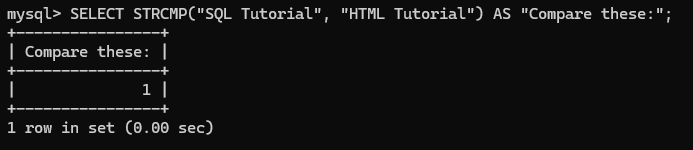 mysql> SELECT STRCMP("SQL Tutorial", "HTML Tutorial") AS "Compare these:";
+----------------+
| Compare these: |
+----------------+
|              1 |
+----------------+
1 row in set (0.00 sec)